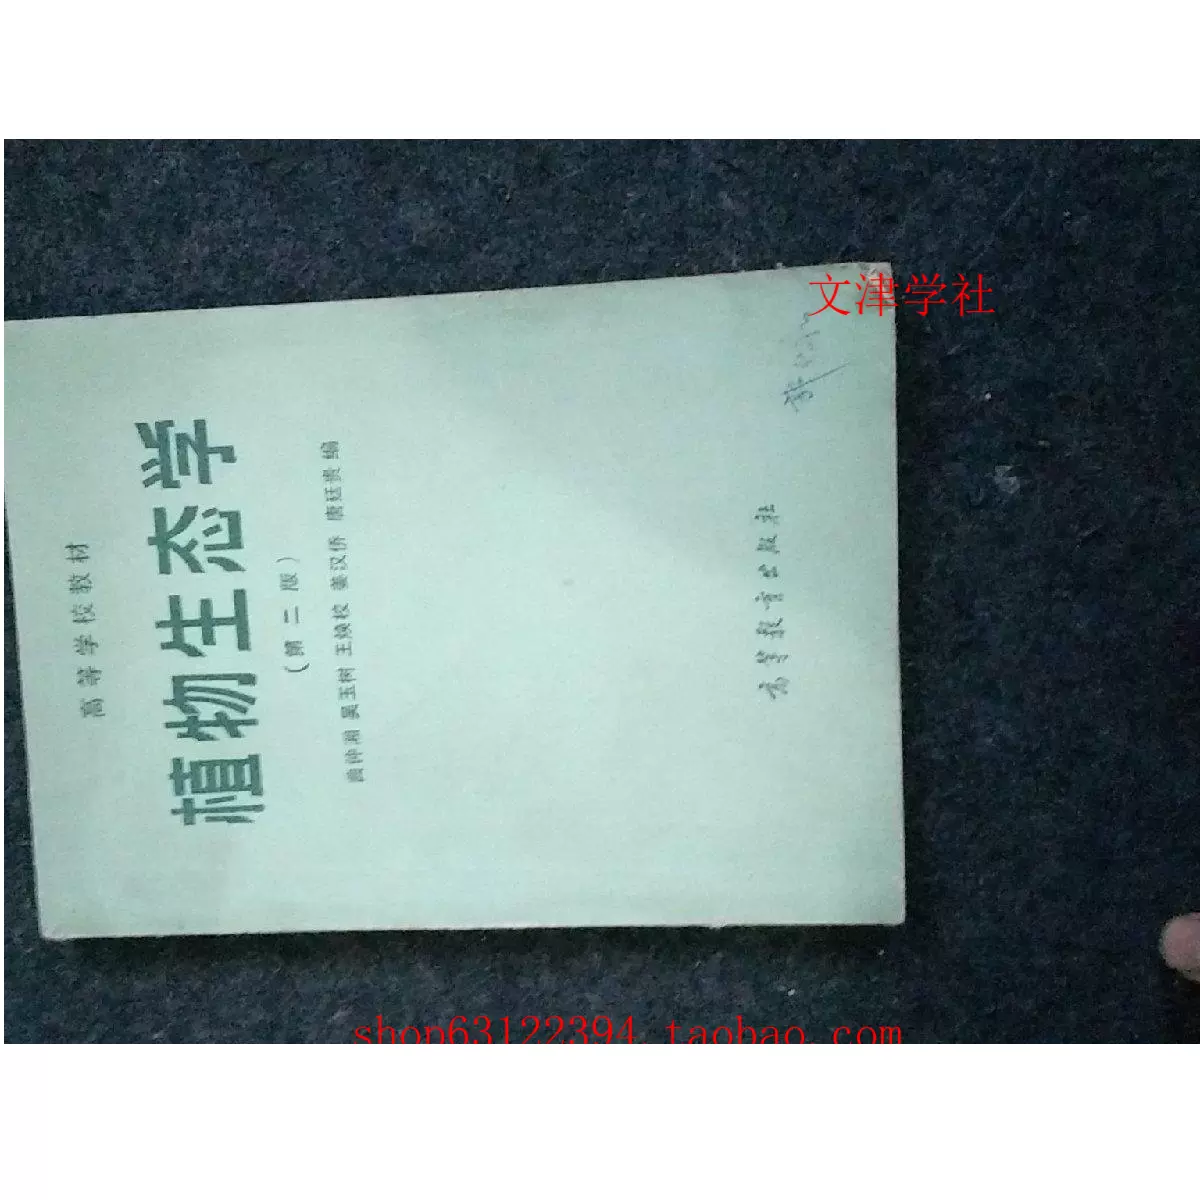 高等学校教材
植物生态学
(第二版)
曲仲湘 吴玉树 王焕校 姜汉侨 唐廷贵 编
高等教育出版社
文津学社
shop63122394.taobao.com